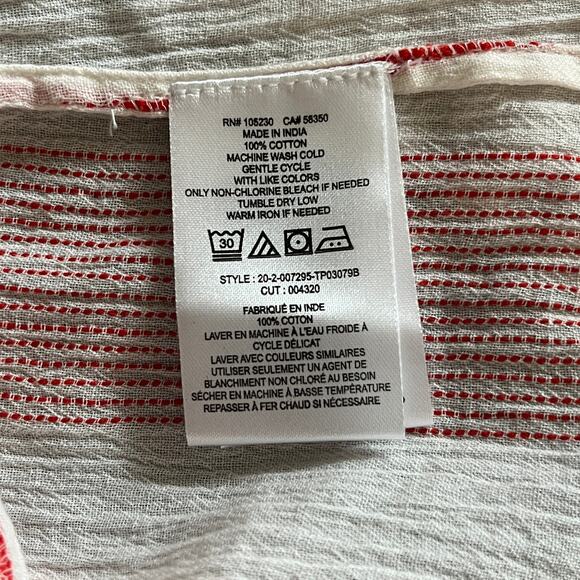 RN# 105230 CA# 58350
MADE IN INDIA
100% COTTON
MACHINE WASH COLD
GENTLE CYCLE
WITH LIKE COLORS
ONLY NON-CHLORINE BLEACH IF NEEDED
TUMBLE DRY LOW
WARM IRON IF NEEDED
30
STYLE : 20-2-007295-TP03079B
CUT : 004320
FABRIQUÉ EN INDE
100% COTON
LAVER EN MACHINE À L'EAU FROIDE À
CYCLE DÉLICAT
LAVER AVEC COULEURS SIMILAIRES
UTILISER SEULEMENT UN AGENT DE
BLANCHIMENT NON CHLORÉ AU BESOIN
SÉCHER EN MACHINE À BASSE TEMPÉRATURE
REPASSER À FER CHAUD SI NÉCESSAIRE